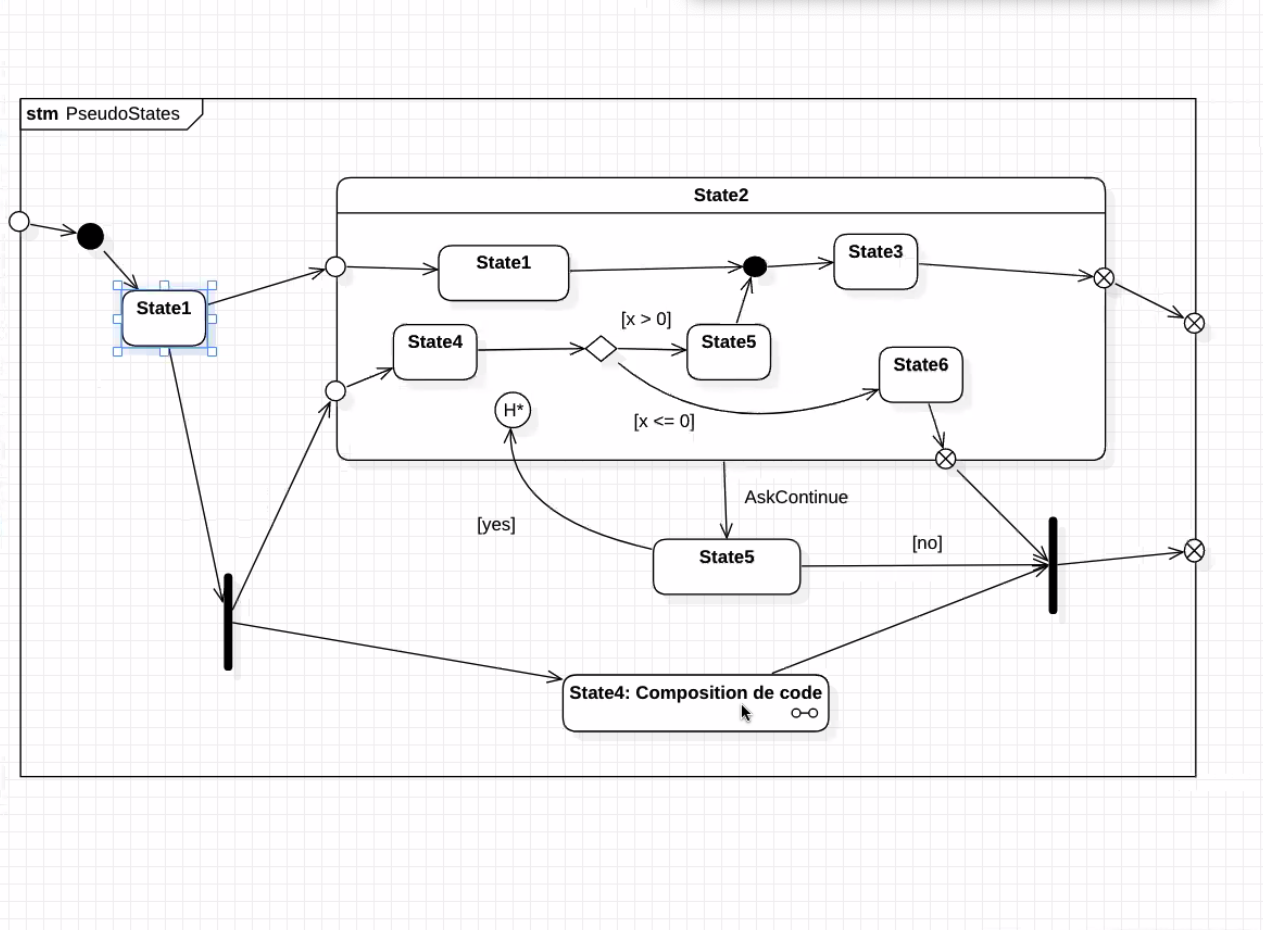 stm PseudoStates
State2
State1
State3
State1
[x > 0]
State4
State5
State6
H*
[x <= 0]
AskContinue
[yes]
[no]
State5
State4: Composition de code